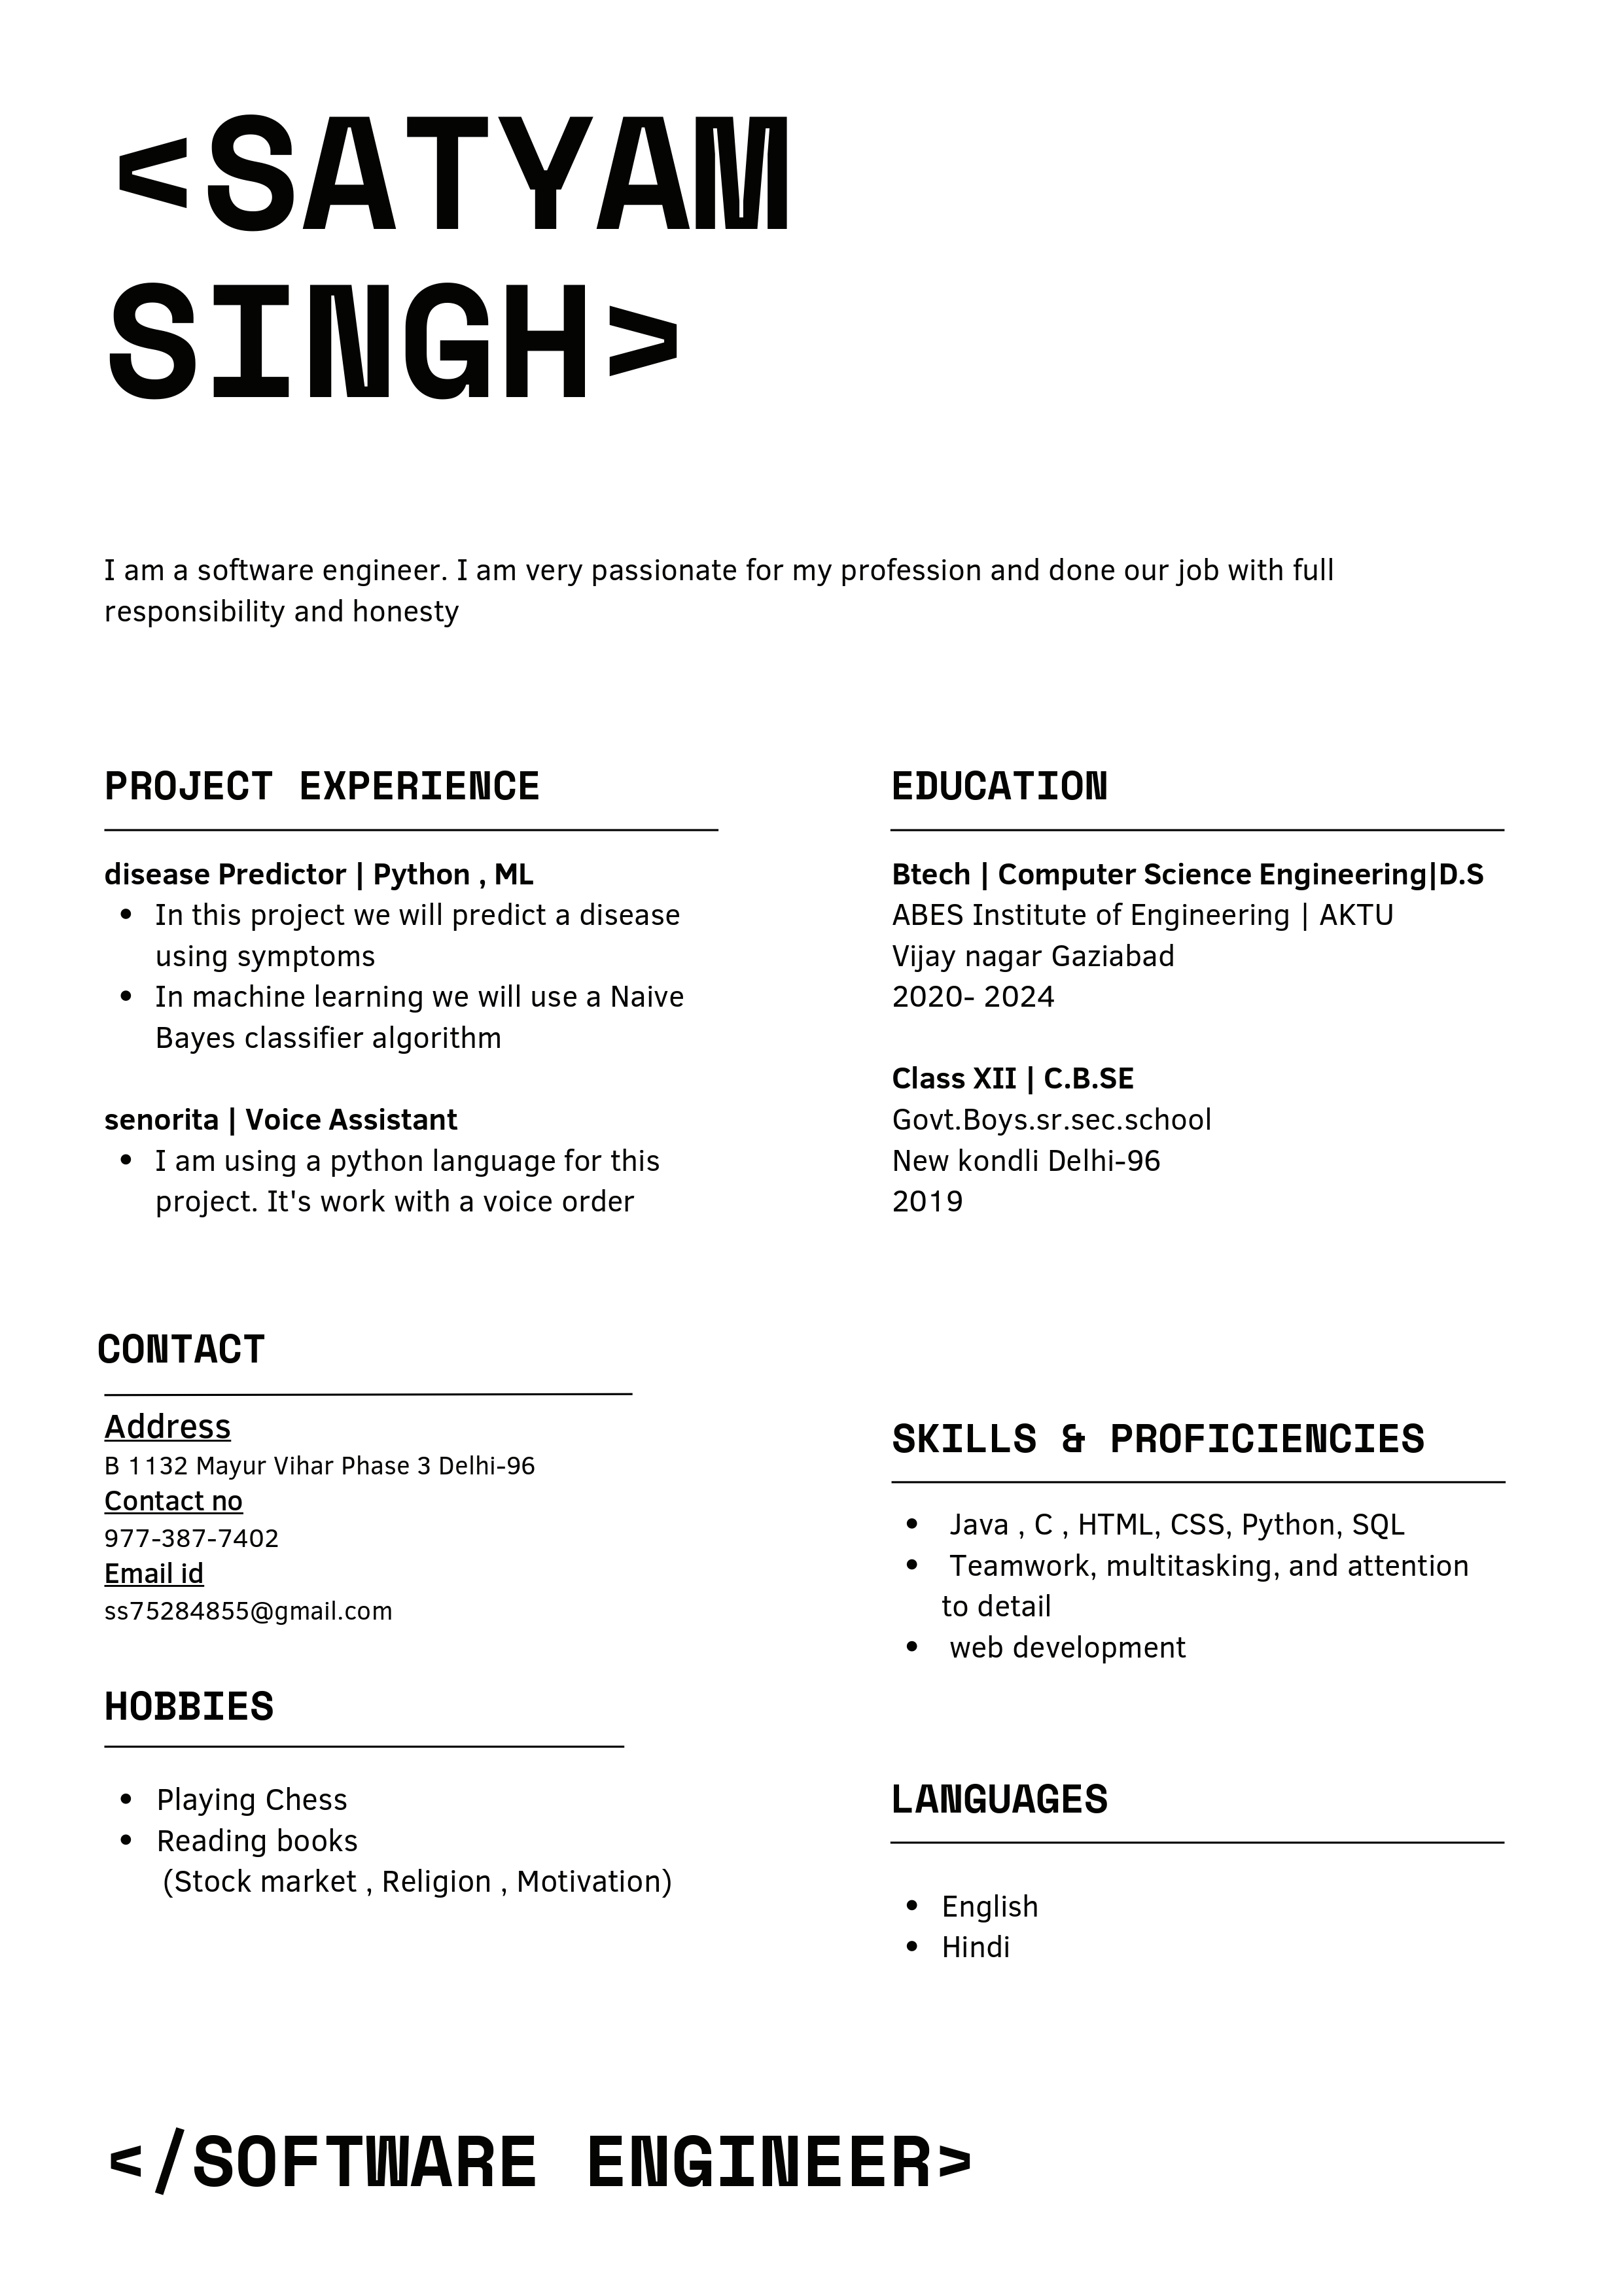 <SATYAM
SINGH>
I am a software engineer. I am very passionate for my profession and done our job with full
responsibility and honesty
PROJECT EXPERIENCE
disease Predictor | Python , ML
• In this project we will predict a disease
using symptoms
• In machine learning we will use a Naive
Bayes classifier algorithm
senorita | Voice Assistant
• I am using a python language for this
project. It's work with a voice order
EDUCATION
Btech | Computer Science Engineering|D.S
ABES Institute of Engineering | AKTU
Vijay nagar Gaziabad
2020- 2024
Class XII | C.B.SE
Govt.Boys.sr.sec.school
New kondli Delhi-96
2019
CONTACT
Address
B 1132 Mayur Vihar Phase 3 Delhi-96
Contact no
977-387-7402
Email id
ss75284855@gmail.com
HOBBIES
• Playing Chess
• Reading books
(Stock market , Religion , Motivation)
SKILLS & PROFICIENCIES
• Java , C , HTML, CSS, Python, SQL
• Teamwork, multitasking, and attention
to detail
• web development
LANGUAGES
• English
• Hindi
</SOFTWARE ENGINEER>